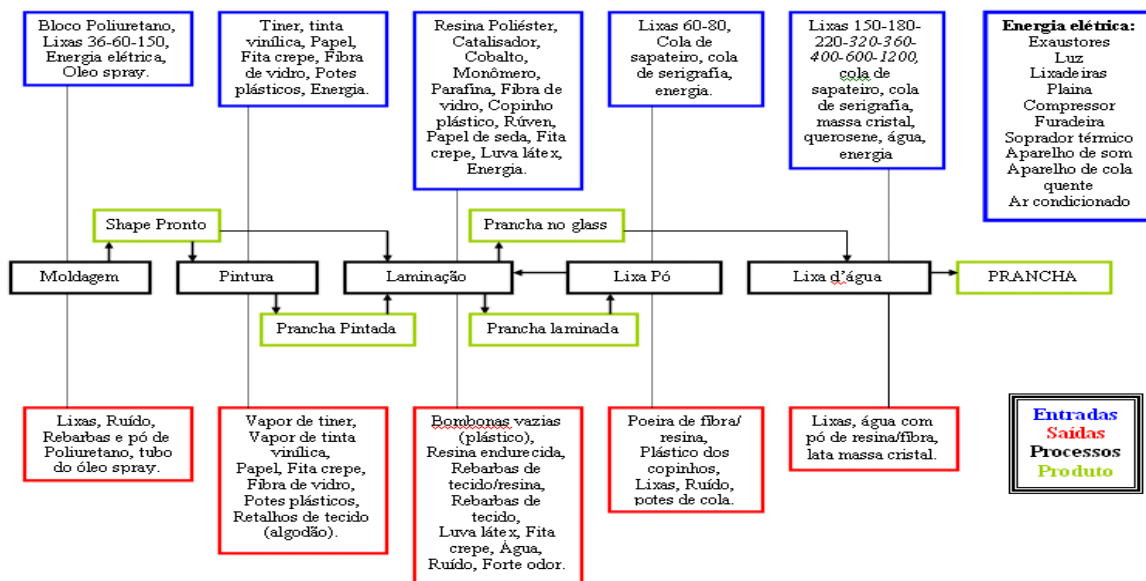 Bloco Poliuretano,
Lixas 36-60-150,
Energia elétrica,
Oleo spray.
Tiner, tinta
vinílica, Papel,
Fita crepe, Fibra
de vidro, Potes
plásticos, Energia.
Resina Poliéster,
Catalisador,
Cobalto,
Monômero,
Parafina, Fibra de
vidro, Copinho
plástico, Rúven,
Papel de seda, Fita
crepe, Luva látex,
Energia.
Lixas 60-80,
Cola de
sapateiro, cola
de serigrafia,
energia.
Lixas 150-180-
220-320-360-
400-600-1200,
cola de
sapateiro, cola
de serigrafia,
massa cristal,
querosene, água,
energia
Energia elétrica:
Exaustores
Luz
Lixadeiras
Plaina
Compressor
Furadeira
Soprador térmico
Aparelho de som
Aparelho de cola
quente
Ar condicionado
Shape Pronto
Prancha no glass
Moldagem
Pintura
Laminação
Lixa Pó
Lixa d'água
PRANCHA
Prancha Pintada
Prancha laminada
Lixas, Ruído,
Rebarbas e pó de
Poliuretano, tubo
do óleo spray.
Vapor de tiner,
Vapor de tinta
vinílica,
Papel, Fita crepe,
Fibra de vidro,
Potes plásticos,
Retalhos de tecido
(algodão).
Bombonas vazias
(plástico),
Resina endurecida,
Rebarbas de
tecido/resina,
Rebarbas de
tecido,
Luva látex, Fita
crepe, Água,
Ruído, Forte odor.
Poeira de fibra/
resina,
Plástico dos
copinhos,
Lixas, Ruído,
potes de cola.
Lixas, água com
pó de resina/fibra,
lata massa cristal.
Entradas
Saídas
Processos
Produto